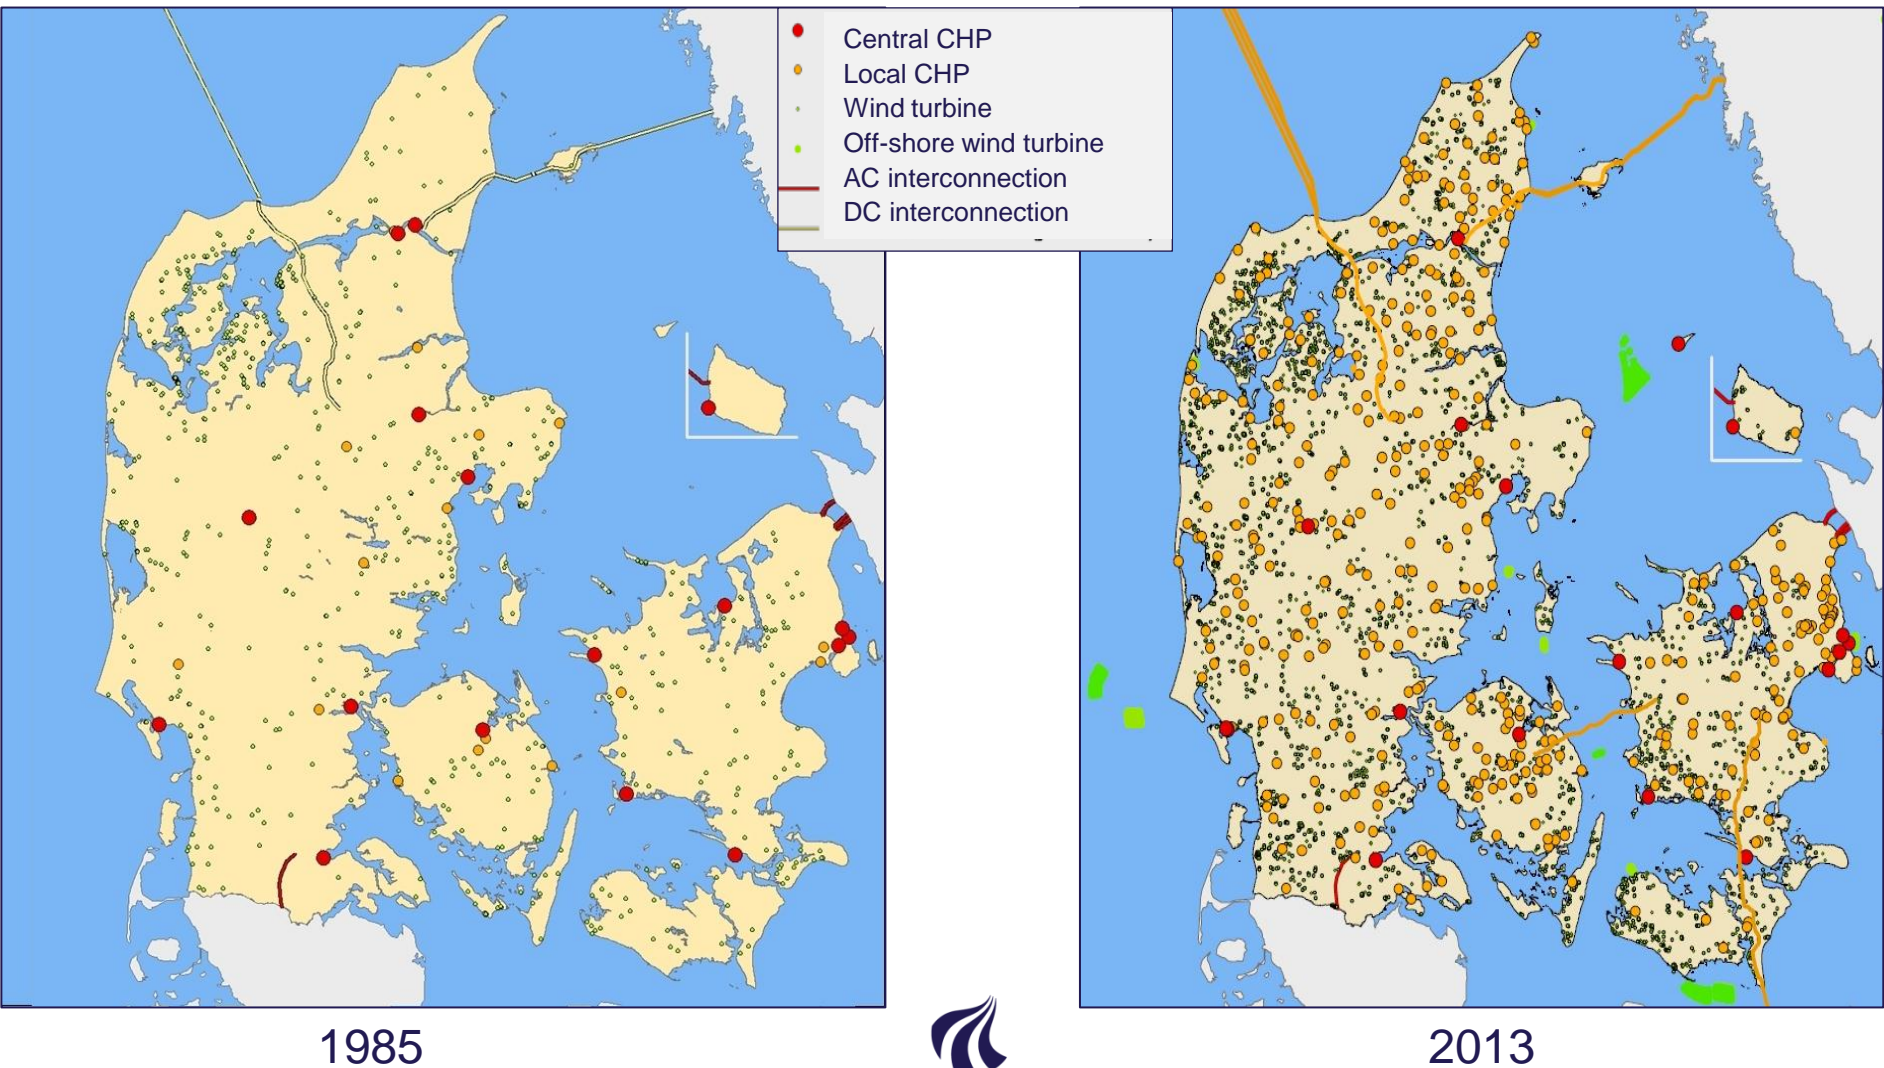 Central CHP
Local CHP
Wind turbine
Off-shore wind turbine
AC interconnection
DC interconnection
1985
2013